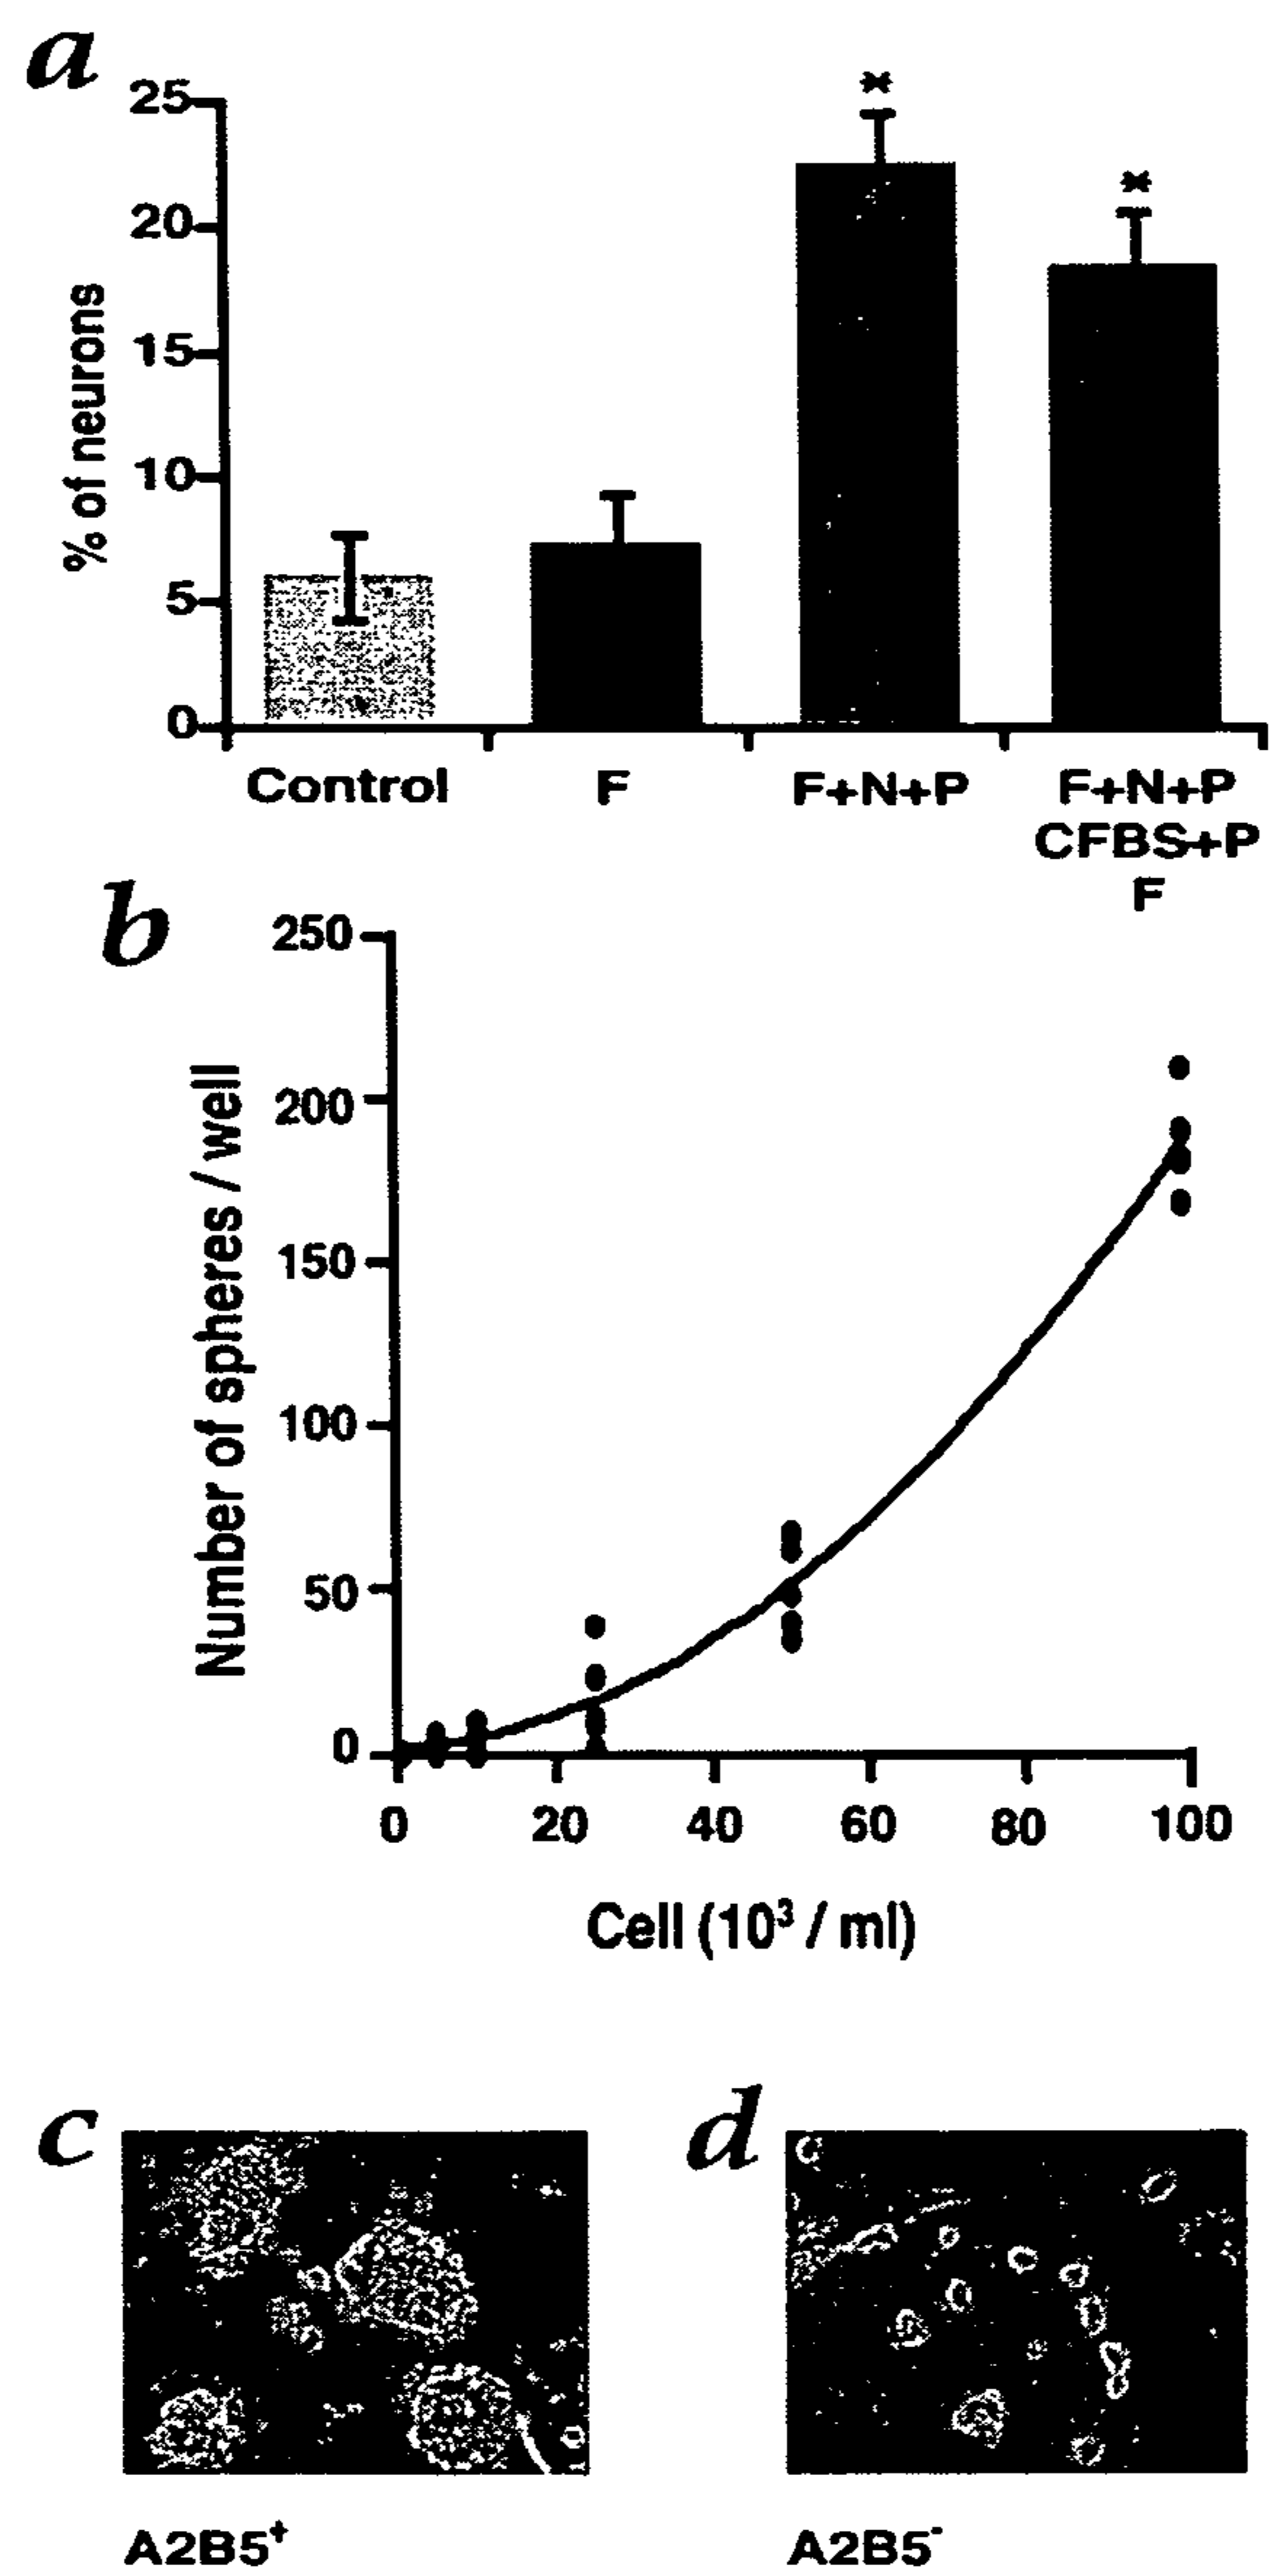 a
25
20
15
10
5
0
% of neurons
*
*
Control
F
F+N+P
F+N+P
CFBS+P
F
b
250
200
150
100
50
0
Number of spheres / well
0 20 40 60 80 100
Cell (10³ / ml)
c
d
A2B5⁺
A2B5⁻